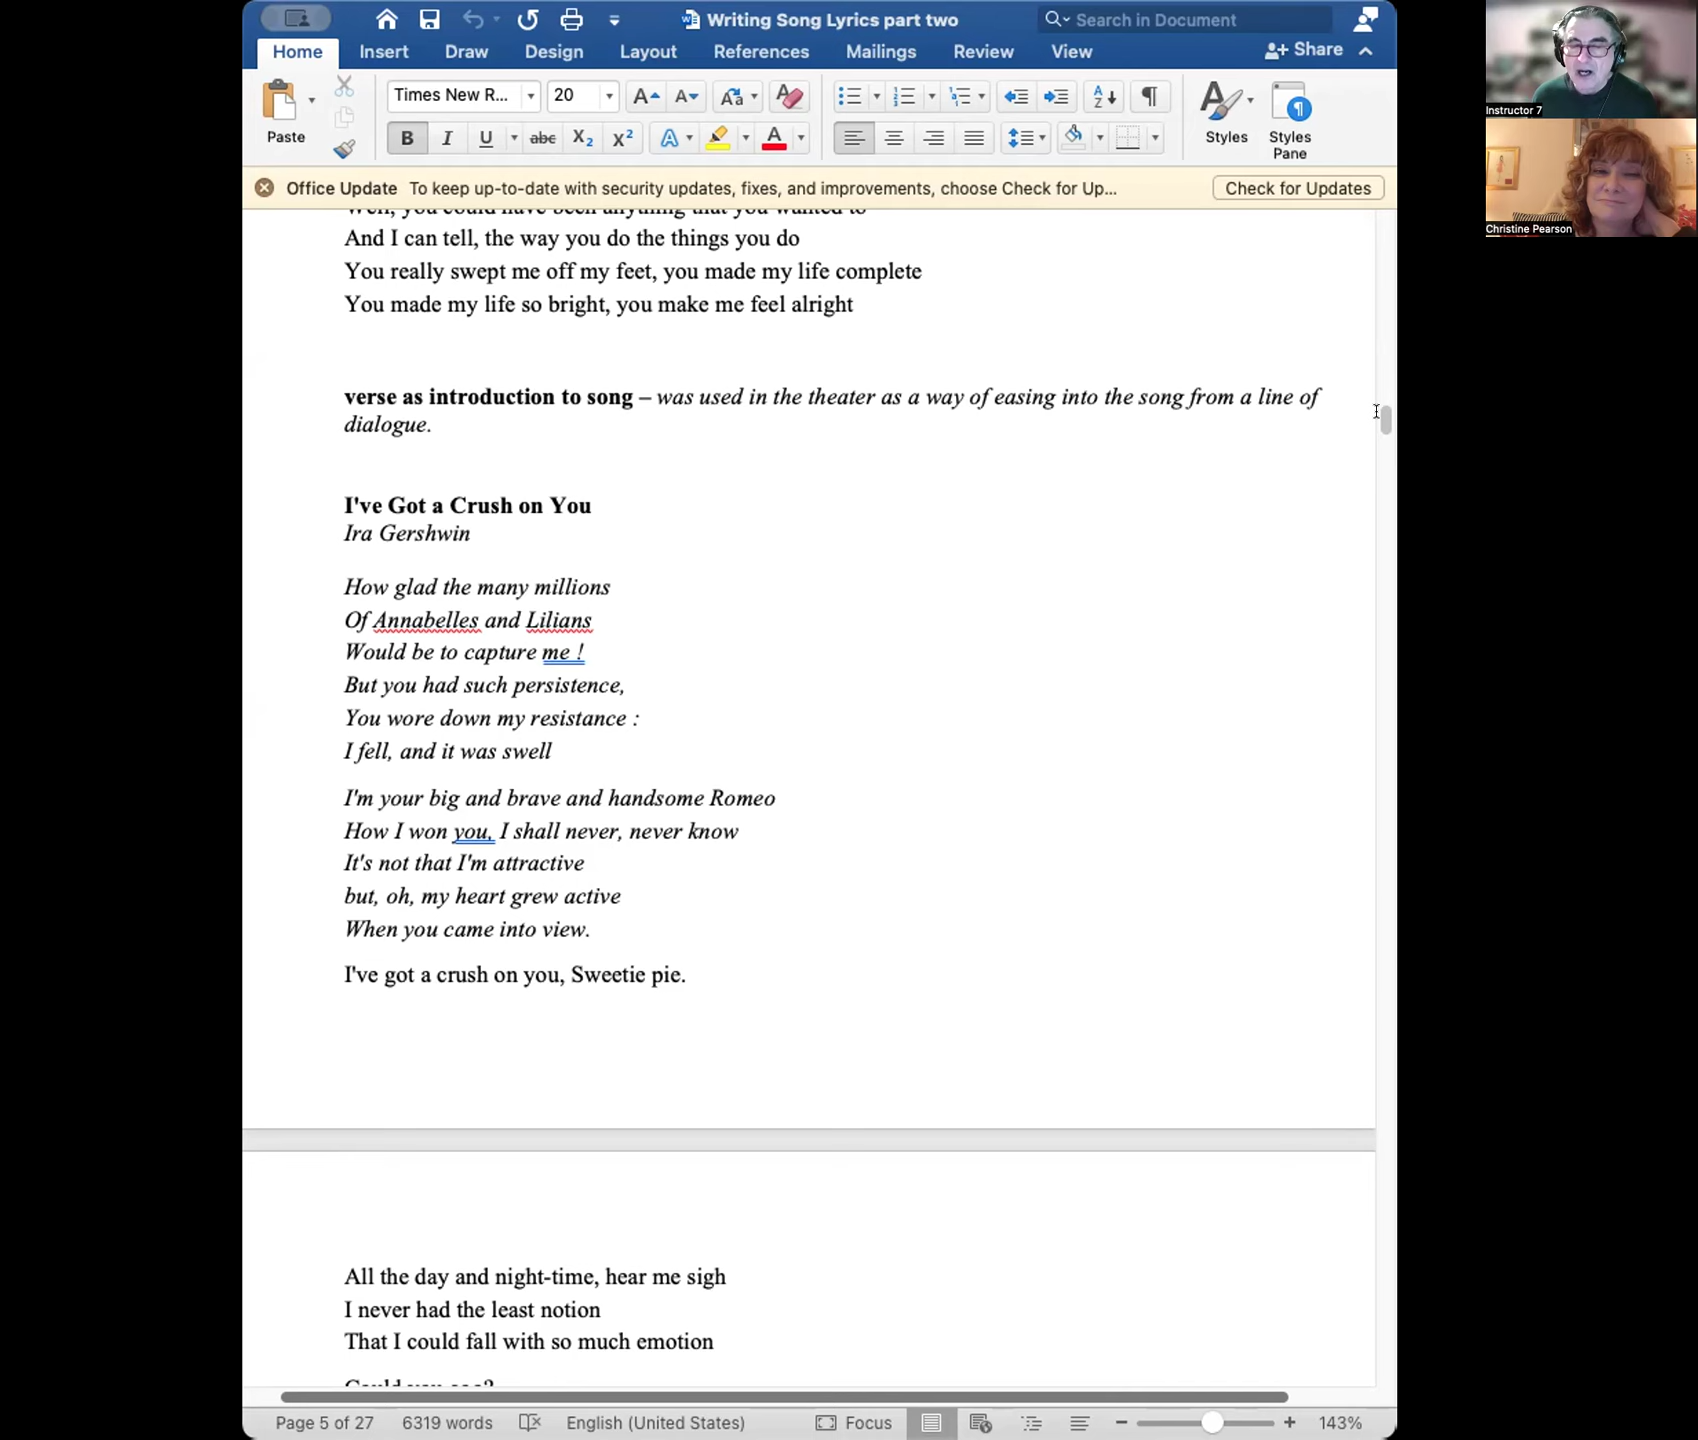 Writing Song Lyrics part two
Search in Document
Home Insert Draw Design Layout References Mailings Review View
Share
Paste
Times New R...
20
Styles
Styles Pane
Office Update To keep up-to-date with security updates, fixes, and improvements, choose Check for Up...
Check for Updates
Well, you could have been anything that you wanted to
And I can tell, the way you do the things you do
You really swept me off my feet, you made my life complete
You made my life so bright, you make me feel alright
verse as introduction to song – was used in the theater as a way of easing into the song from a line of
dialogue.
I've Got a Crush on You
Ira Gershwin
How glad the many millions
Of Annabelles and Lilians
Would be to capture me !
But you had such persistence,
You wore down my resistance :
I fell, and it was swell
I'm your big and brave and handsome Romeo
How I won you, I shall never, never know
It's not that I'm attractive
but, oh, my heart grew active
When you came into view.
I've got a crush on you, Sweetie pie.
All the day and night-time, hear me sigh
I never had the least notion
That I could fall with so much emotion
Page 5 of 27 6319 words English (United States) Focus 143%
Instructor 7
Christine Pearson